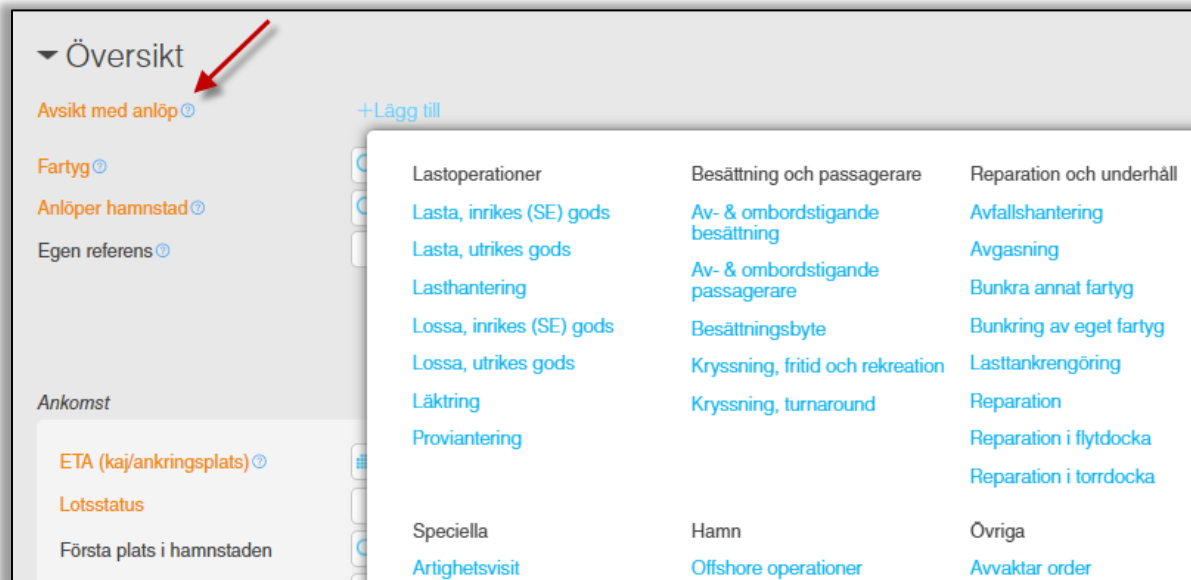 Översikt
Avsikt med anlöp
+Lägg till
Fartyg
Anlöper hamnstad
Egen referens
Ankomst
ETA (kaj/ankringsplats)
Lotsstatus
Första plats i hamnstaden
Lastoperationer
Lasta, inrikes (SE) gods
Lasta, utrikes gods
Lasthantering
Lossa, inrikes (SE) gods
Lossa, utrikes gods
Läktring
Proviantering
Besättning och passagerare
Av- & ombordstigande
besättning
Av- & ombordstigande
passagerare
Besättningsbyte
Kryssning, fritid och rekreation
Kryssning, turnaround
Reparation och underhåll
Avfallshantering
Avgasning
Bunkra annat fartyg
Bunkring av eget fartyg
Lasttankrengöring
Reparation
Reparation i flytdocka
Reparation i torrdocka
Speciella
Artighetsvisit
Hamn
Offshore operationer
Övriga
Avvaktar order